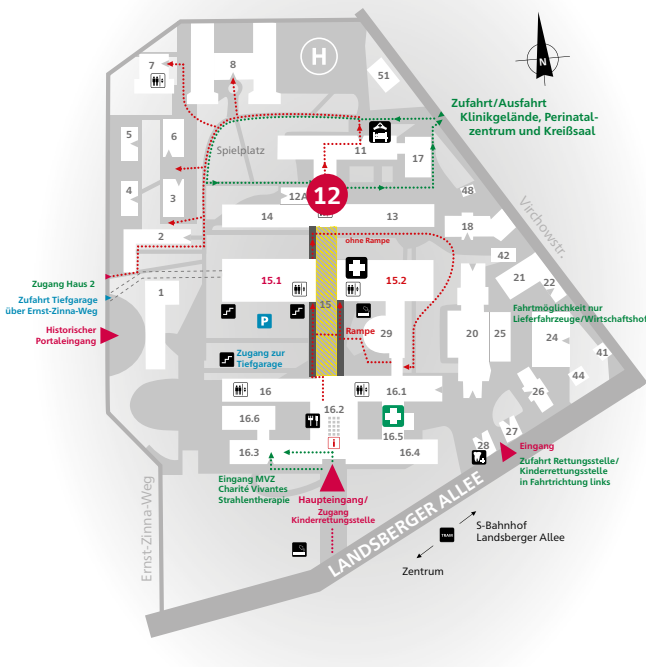 H
N
7
8
51
Zufahrt/Ausfahrt
Klinikgelände, Perinatal-
zentrum und Kreißsaal
5
6
Spielplatz
11
17
4
3
12A
12
48
Virchowstr.
14
13
18
2
ohne Rampe
42
Zugang Haus 2
Zufahrt Tiefgarage
über Ernst-Zinna-Weg
Historischer
Portaleingang
1
15.1
15
15.2
21
22
P
Fahrtmöglichkeit nur
Lieferfahrzeuge/Wirtschaftshof
Rampe
29
20
25
24
41
Zugang zur
Tiefgarage
44
16
16.1
26
16.6
16.2
16.5
27
16.3
i
16.4
28
Eingang
Zufahrt Rettungsstelle/
Kinderrettungsstelle
in Fahrtrichtung links
Eingang MVZ
Charité Vivantes
Strahlentherapie
Haupteingang/
Zugang
Kinderrettungsstelle
Ernst-Zinna-Weg
LANDSBERGER ALLEE
TRAM
S-Bahnhof
Landsberger Allee
Zentrum